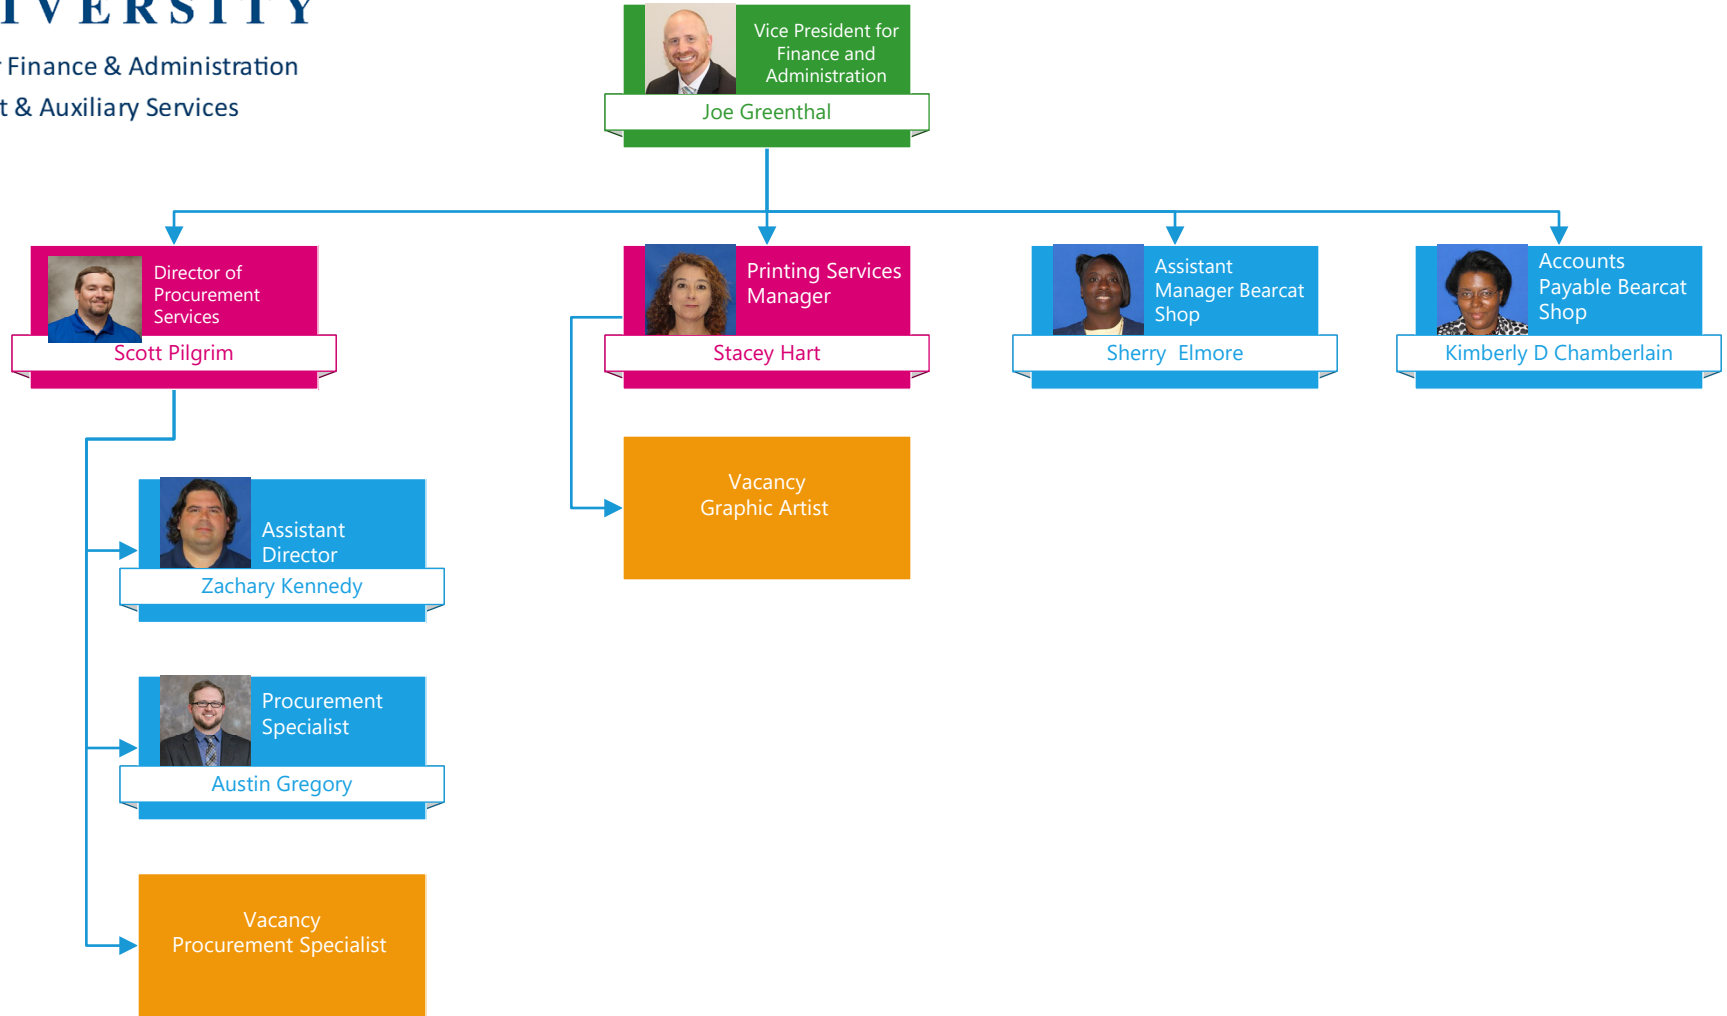 Finance & Administration
& Auxiliary Services
Vice President for
Finance and
Administration
Joe Greenthal
Director of
Procurement
Services
Scott Pilgrim
Printing Services
Manager
Stacey Hart
Assistant
Manager Bearcat
Shop
Sherry Elmore
Accounts
Payable Bearcat
Shop
Kimberly D Chamberlain
Vacancy
Graphic Artist
Assistant
Director
Zachary Kennedy
Procurement
Specialist
Austin Gregory
Vacancy
Procurement Specialist